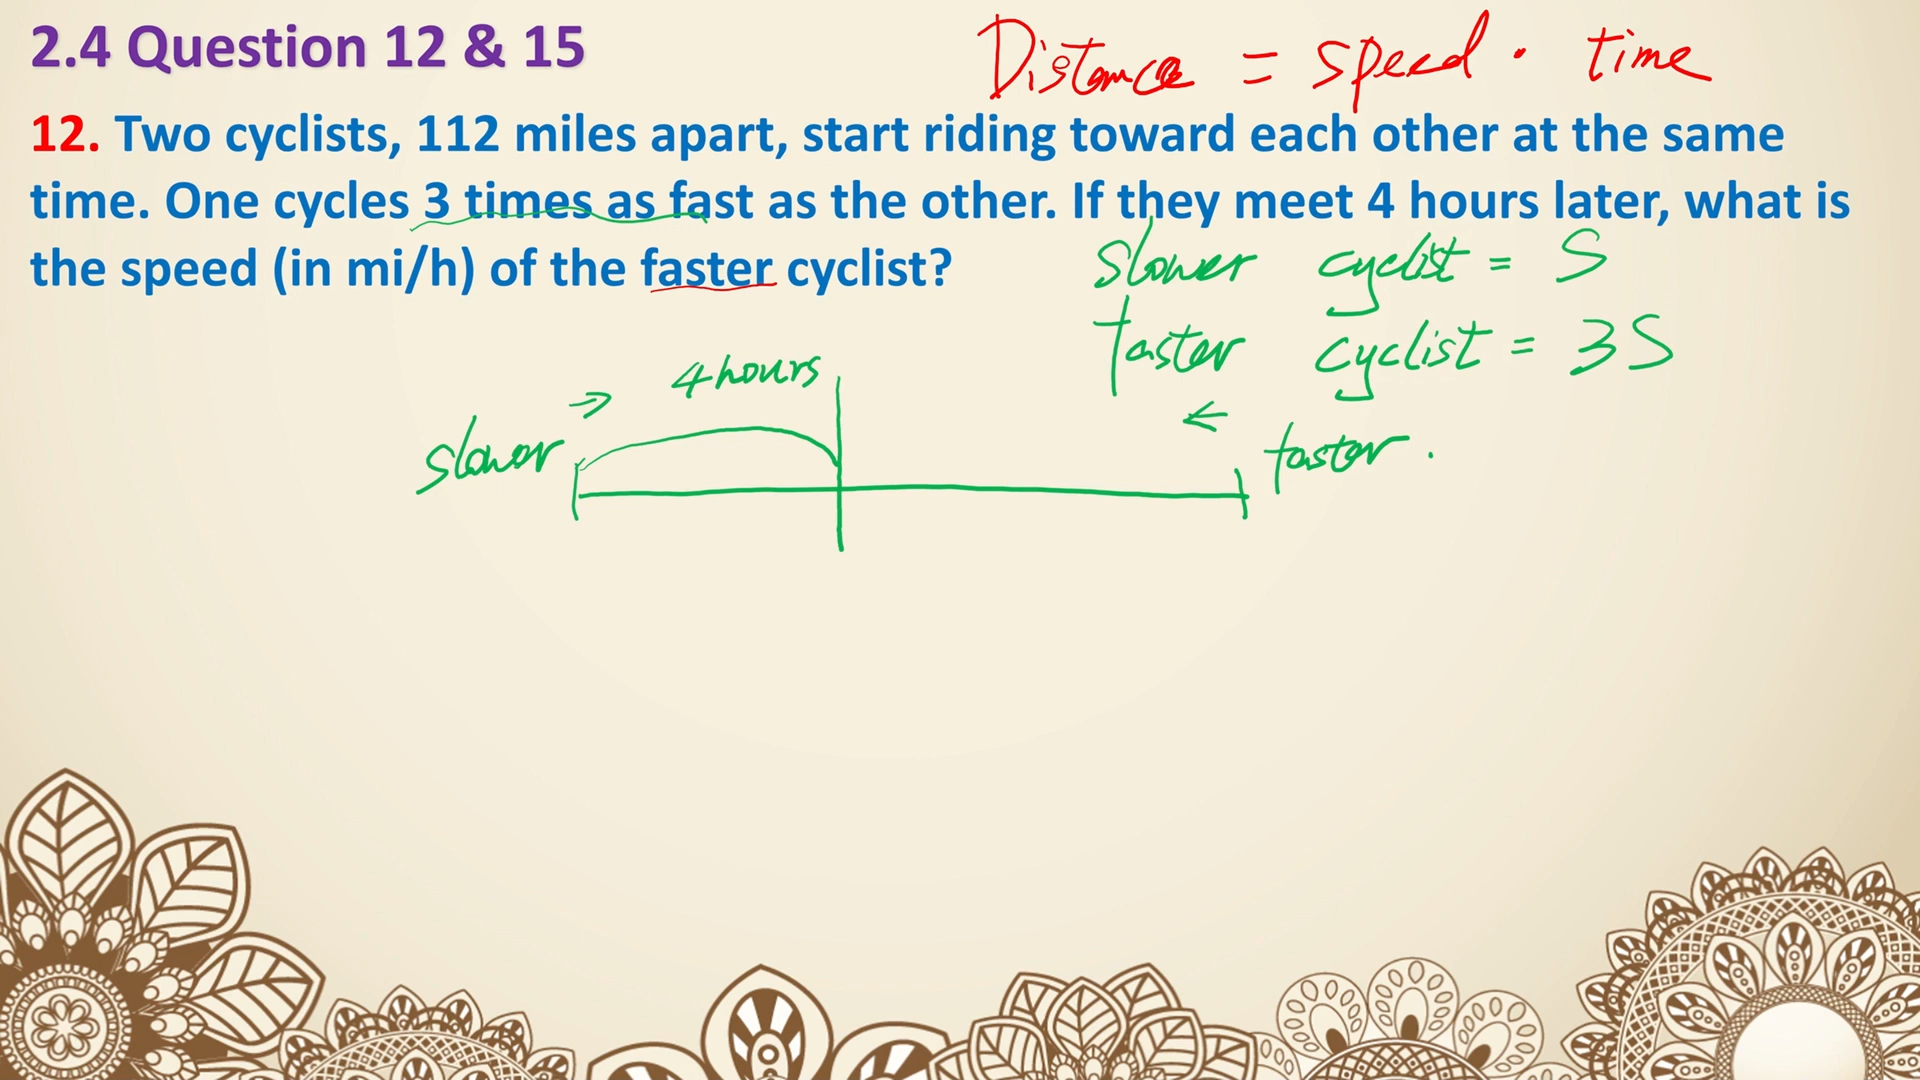 2.4 Question 12 & 15
Distance = speed · time
12. Two cyclists, 112 miles apart, start riding toward each other at the same
time. One cycles 3 times as fast as the other. If they meet 4 hours later, what is
the speed (in mi/h) of the faster cyclist?
slower cyclist = S
faster cyclist = 3S
→ 4 hours ←
slower faster .